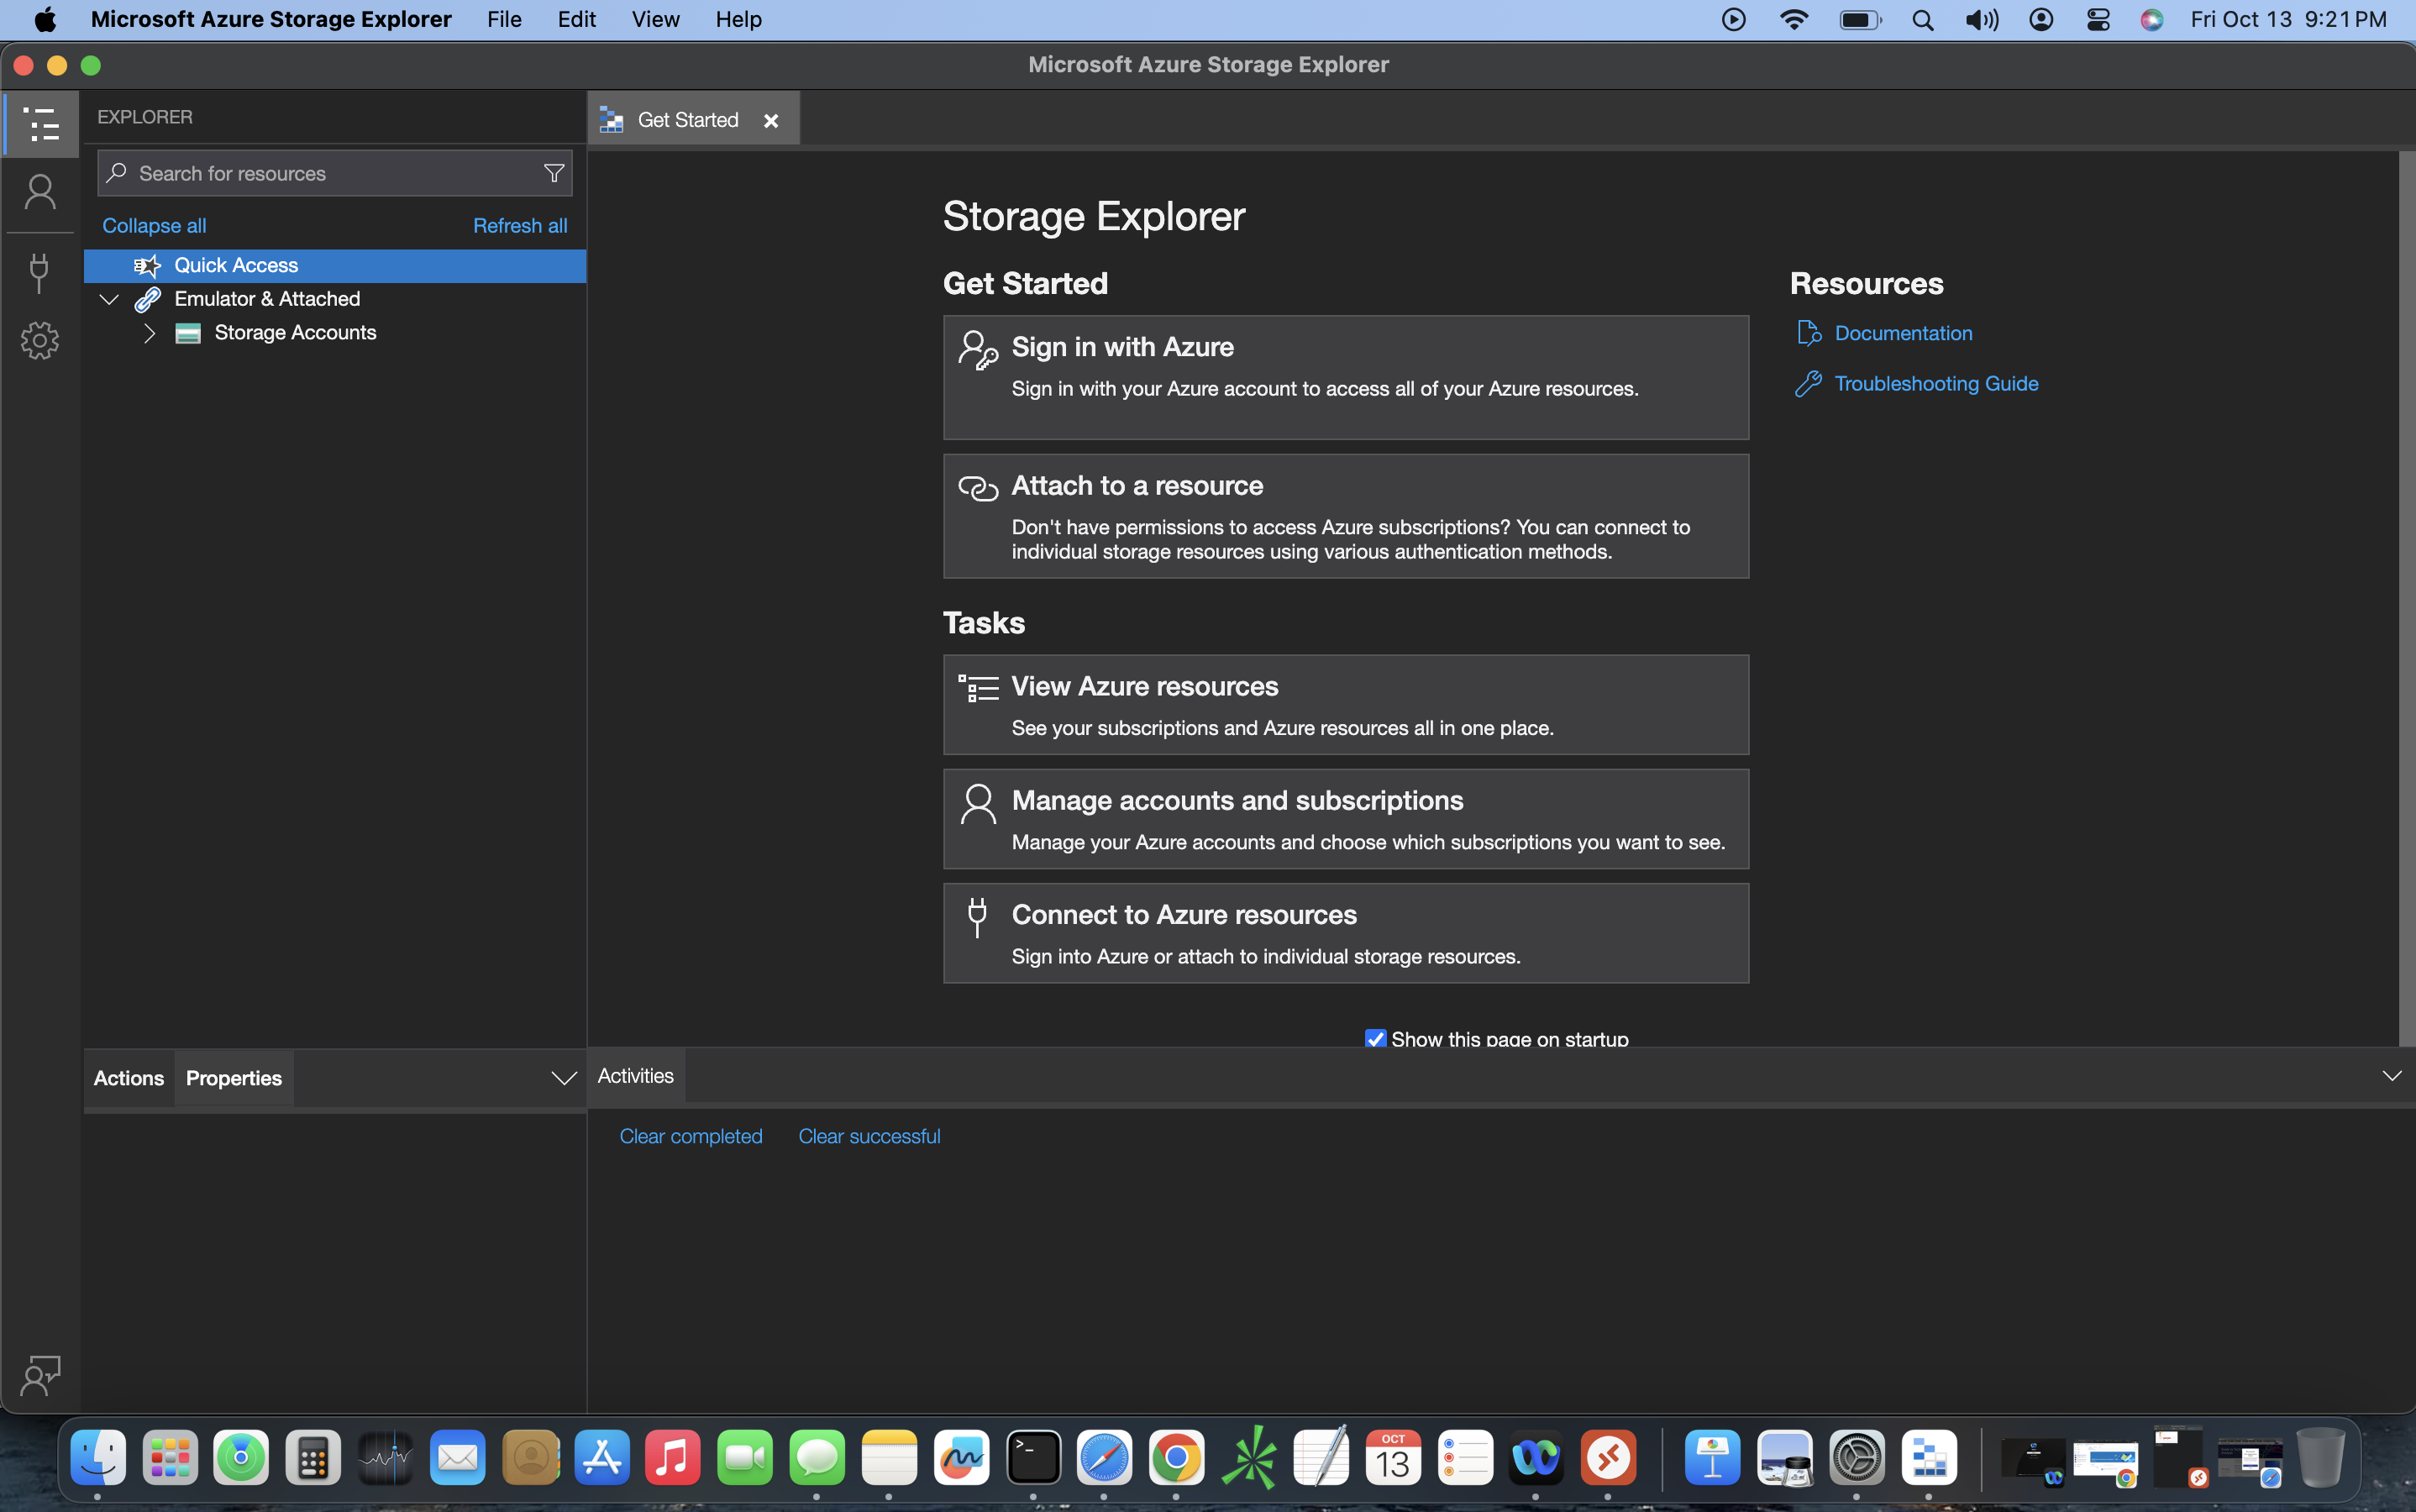 Microsoft Azure Storage Explorer File Edit View Help Fri Oct 13 9:21 PM
Microsoft Azure Storage Explorer
EXPLORER
Get Started
Search for resources
Collapse all Refresh all
Quick Access
Emulator & Attached
Storage Accounts
Storage Explorer
Get Started
Sign in with Azure
Sign in with your Azure account to access all of your Azure resources.
Attach to a resource
Don't have permissions to access Azure subscriptions? You can connect to
individual storage resources using various authentication methods.
Tasks
View Azure resources
See your subscriptions and Azure resources all in one place.
Manage accounts and subscriptions
Manage your Azure accounts and choose which subscriptions you want to see.
Connect to Azure resources
Sign into Azure or attach to individual storage resources.
Show this page on startup
Resources
Documentation
Troubleshooting Guide
Actions Properties
Activities
Clear completed Clear successful
OCT
13